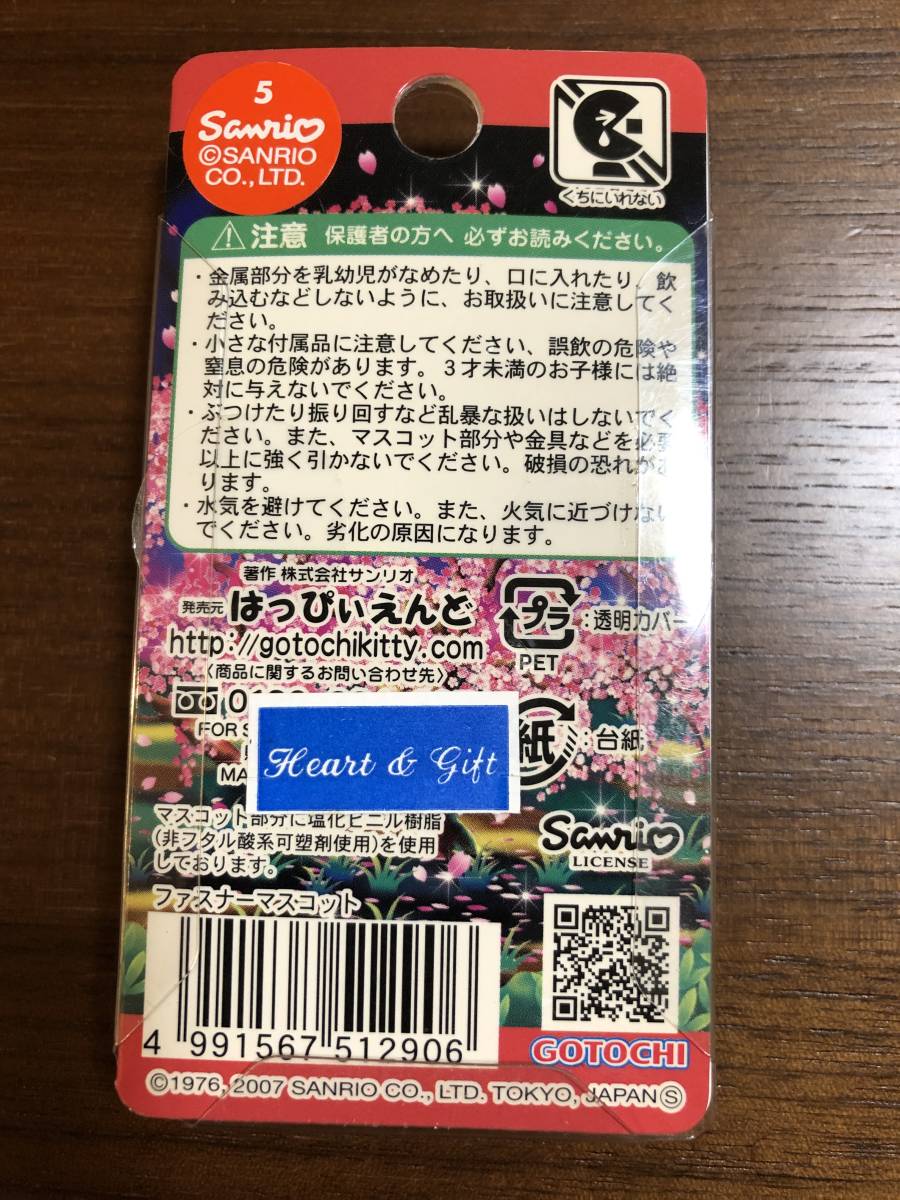 5
Sanrio
©SANRIO
CO., LTD.
くちにいれない
注意 保護者の方へ 必ずお読みください。
・金属部分を乳幼児がなめたり、口に入れたり、飲
み込むなどしないように、お取扱いに注意してく
ださい。
・小さな付属品に注意してください、誤飲の危険や
窒息の危険があります。3才未満のお子様には絶
対に与えないでください。
・ぶつけたり振り回すなど乱暴な扱いはしないでく
ださい。また、マスコット部分や金具などを必要
以上に強く引かないでください。破損の恐れがあ
ります。
・水気を避けてください。また、火気に近づけない
でください。劣化の原因になります。
著作 株式会社サンリオ
発売元 はっぴぃえんど
http://gotochikitty.com
〈商品に関するお問い合わせ先〉
プラ :透明カバー
PET
FOR S
MA
Heart & Gift
紙 :台紙
マスコット部分に塩化ビニル樹脂
(非フタル酸系可塑剤使用)を使用
しております。
Sanrio
LICENSE
ファスナーマスコット
4 991567 512906
GOTOCHI
©1976, 2007 SANRIO CO., LTD. TOKYO, JAPAN Ⓢ